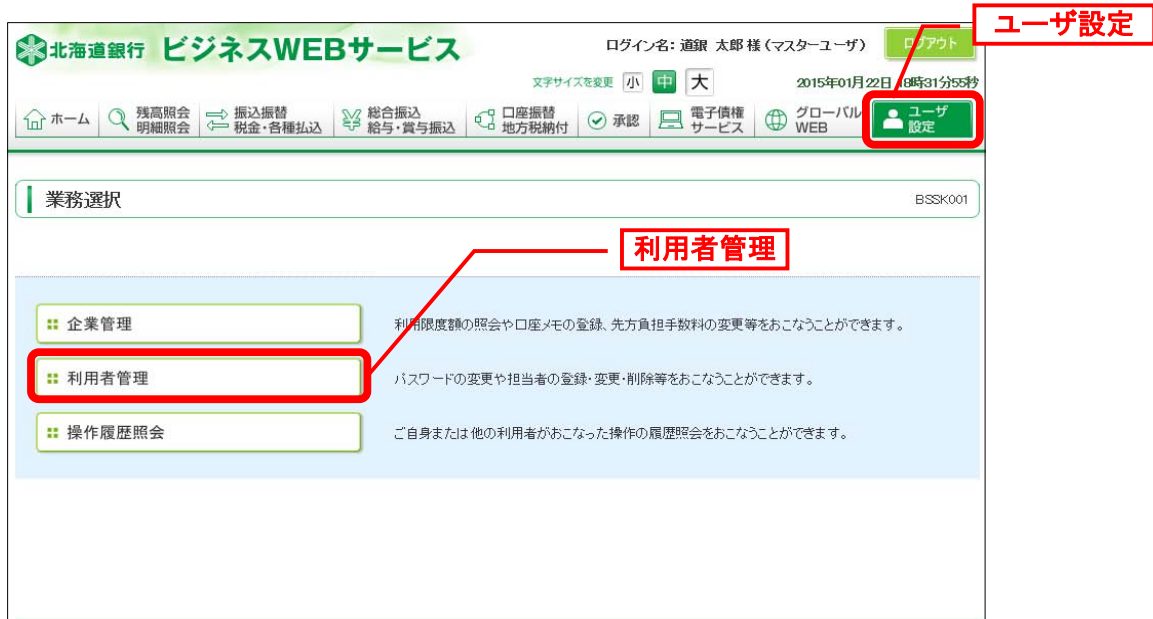 ユーザ設定
北海道銀行 ビジネスWEBサービス
ログイン名: 道銀 太郎 様 (マスターユーザ)
ログアウト
文字サイズを変更 小 中 大
2015年01月22日 18時31分55秒
ホーム
残高照会
明細照会
振込振替
税金・各種払込
総合振込
給与・賞与振込
口座振替
地方税納付
承認
電子債権
サービス
グローバル
WEB
ユーザ
設定
業務選択
BSSK001
利用者管理
企業管理
利用限度額の照会や口座メモの登録、先方負担手数料の変更等をおこなうことができます。
利用者管理
パスワードの変更や担当者の登録・変更・削除等をおこなうことができます。
操作履歴照会
ご自身または他の利用者がおこなった操作の履歴照会をおこなうことができます。